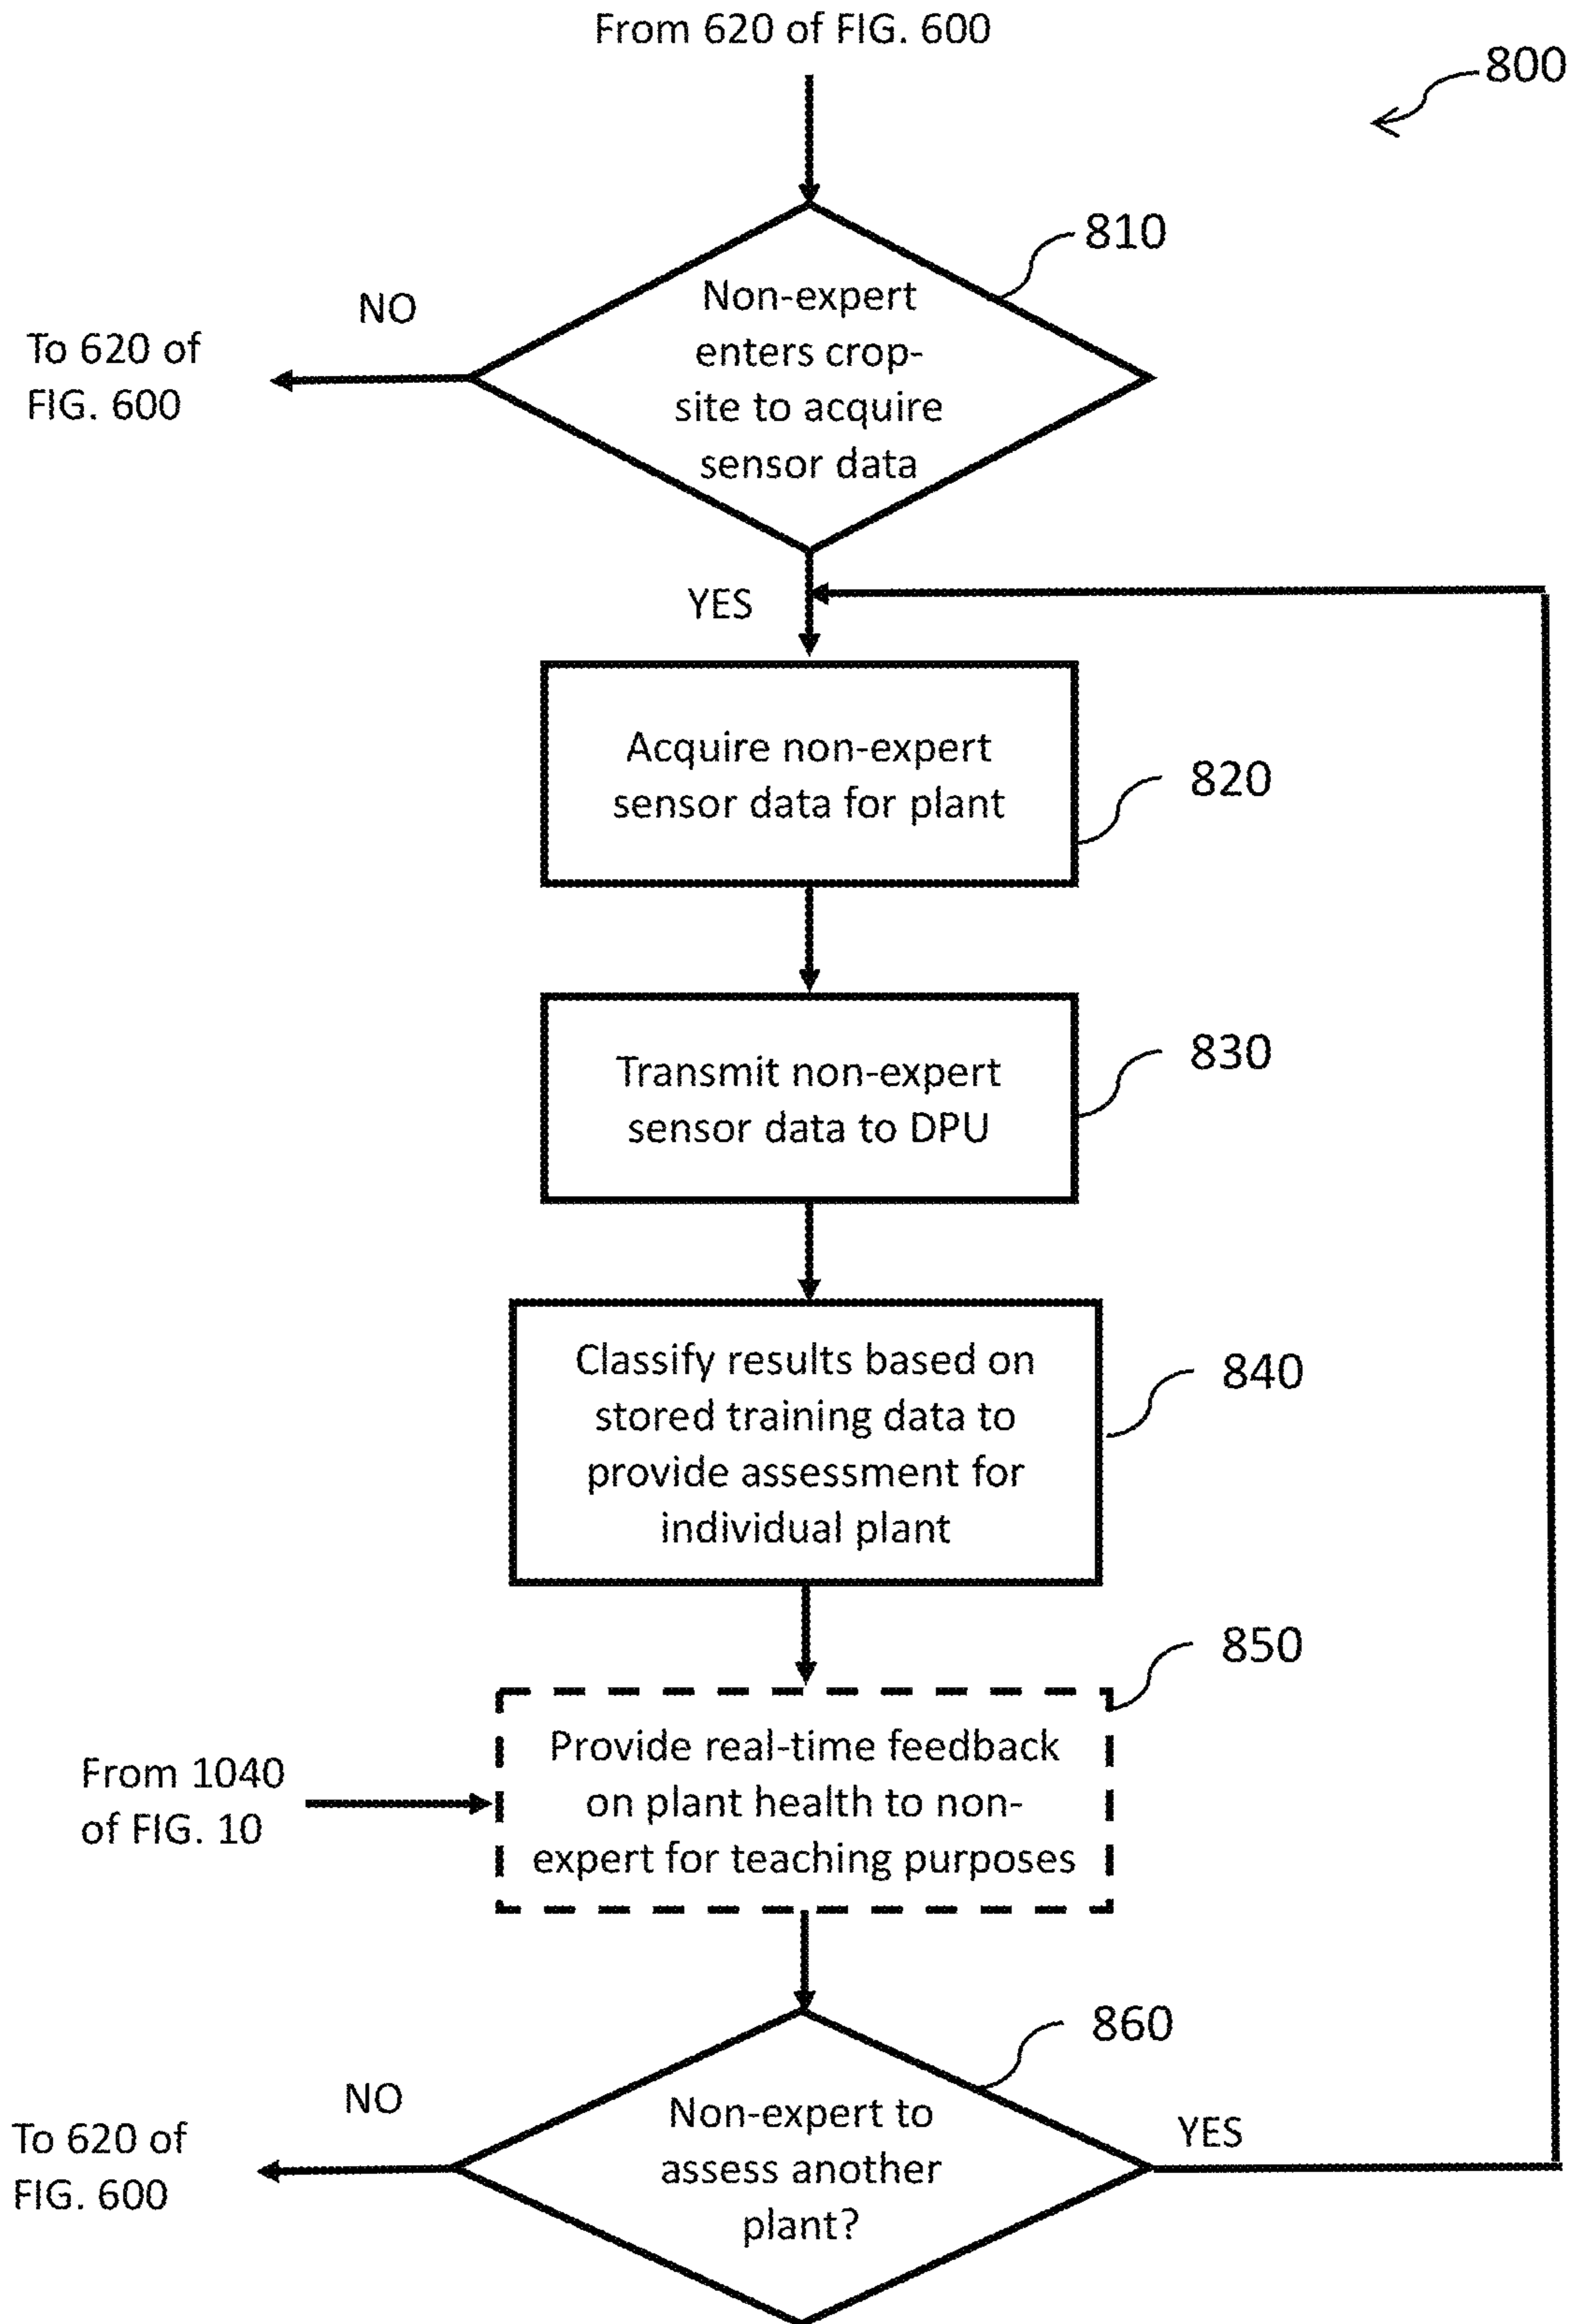 From 620 of FIG. 600
800
810
Non-expert
enters crop-
site to acquire
sensor data
NO
To 620 of
FIG. 600
YES
Acquire non-expert
sensor data for plant
820
Transmit non-expert
sensor data to DPU
830
Classify results based on
stored training data to
provide assessment for
individual plant
840
850
Provide real-time feedback
on plant health to non-
expert for teaching purposes
From 1040
of FIG. 10
860
Non-expert to
assess another
plant?
NO
To 620 of
FIG. 600
YES